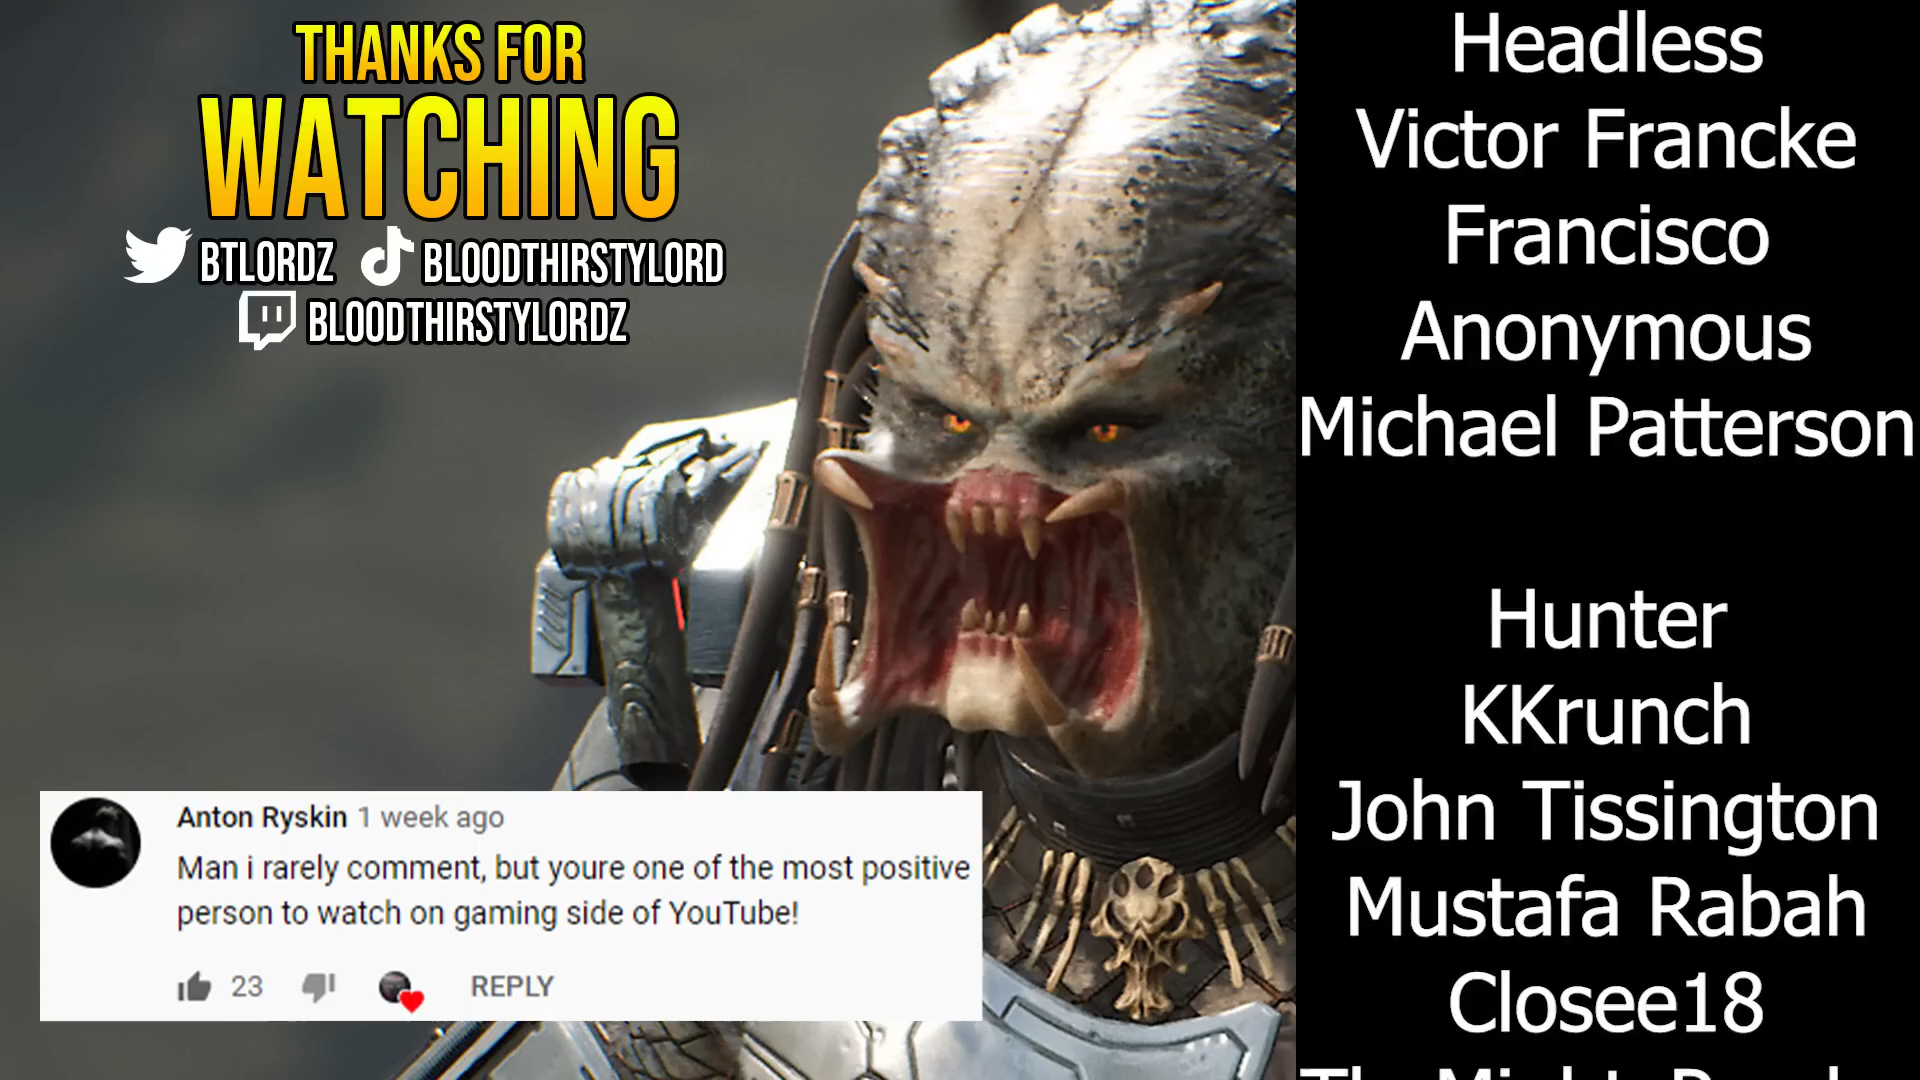 THANKS FOR
WATCHING
BTLORDZ BLOODTHIRSTYLORD
BLOODTHIRSTYLORDZ
Anton Ryskin 1 week ago
Man i rarely comment, but youre one of the most positive
person to watch on gaming side of YouTube!
23 REPLY
Headless
Victor Francke
Francisco
Anonymous
Michael Patterson
Hunter
KKrunch
John Tissington
Mustafa Rabah
Closee18